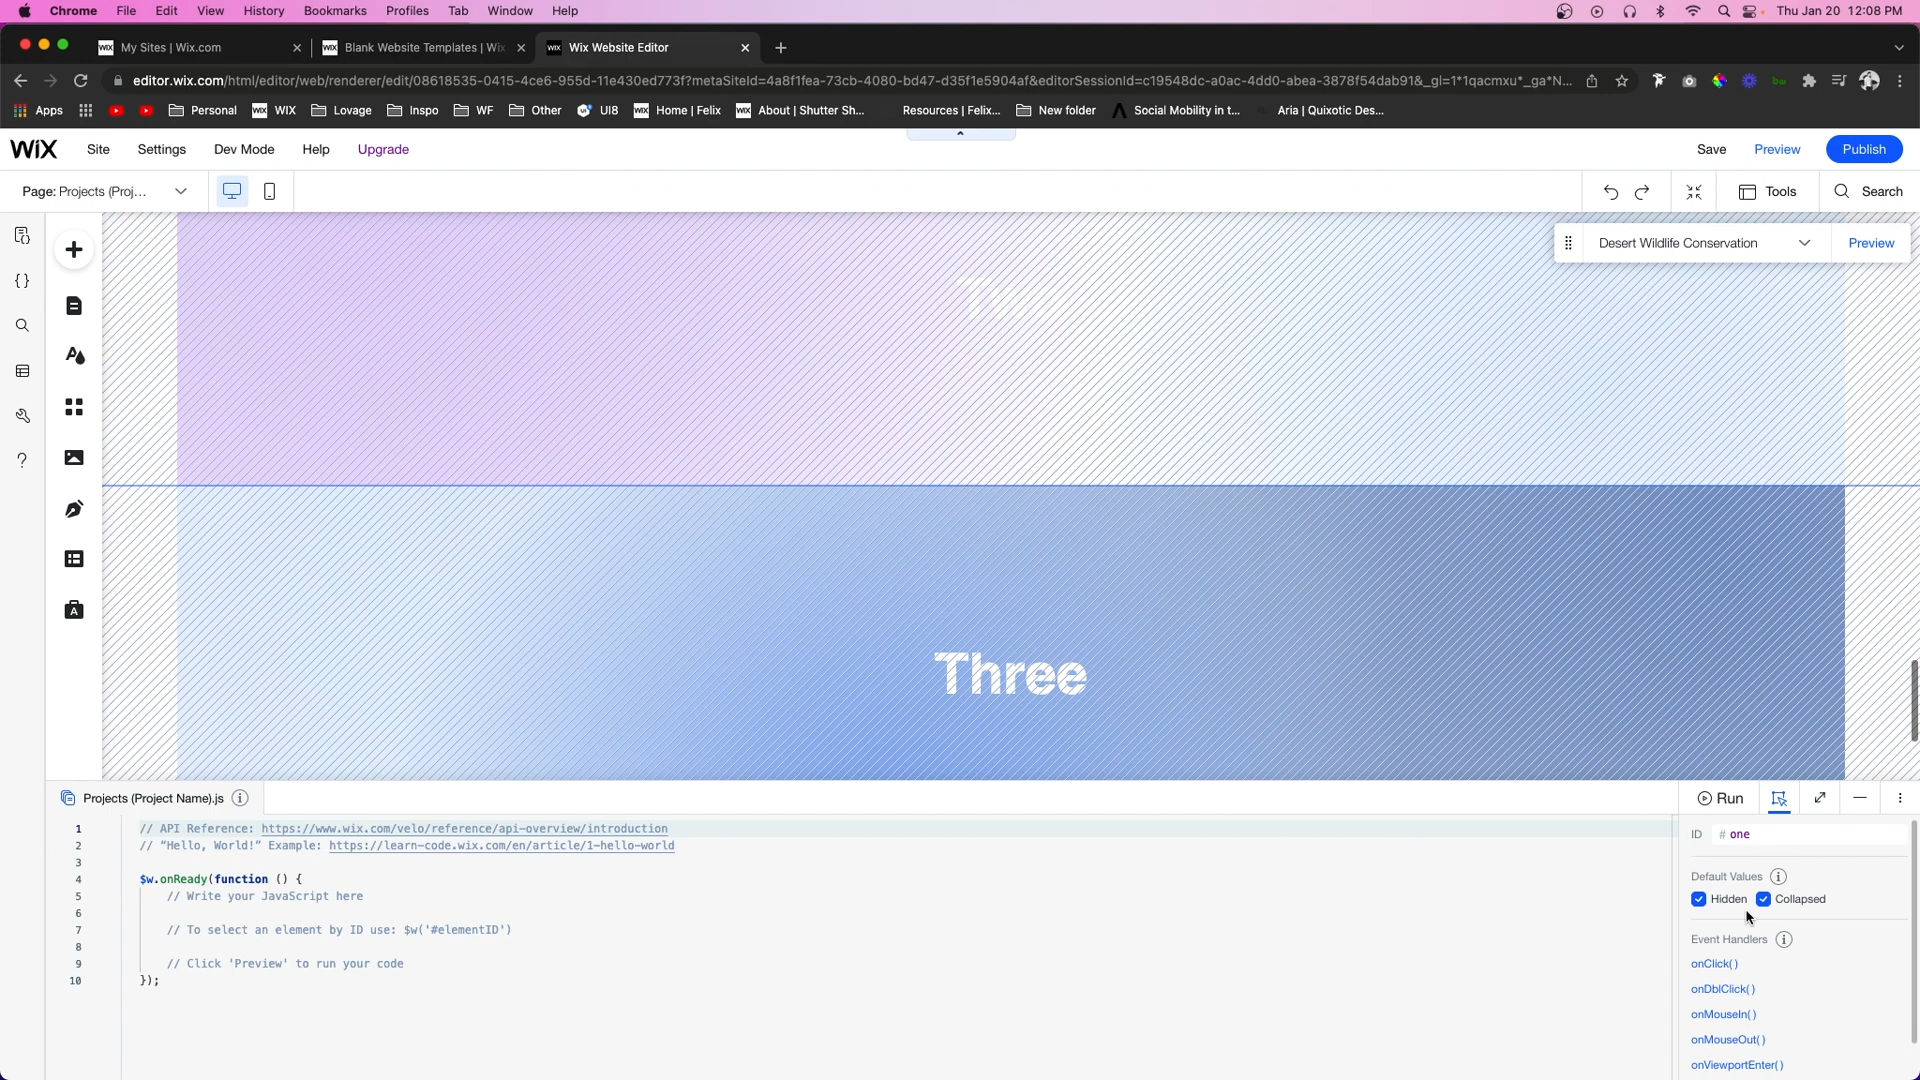 Chrome File Edit View History Bookmarks Profiles Tab Window Help Thu Jan 20 12:08 PM
WIX My Sites | Wix.com WIX Blank Website Templates | Wix WIX Wix Website Editor
editor.wix.com/html/editor/web/renderer/edit/08618535-0415-4ce6-955d-11e430ed773f?metaSiteId=4a8f1fea-73cb-4080-bd47-d35f1e5904af&editorSessionId=c19548dc-a0ac-4dd0-abea-3878f54dab91&_gl=1*1qacmxu*_ga*N...
Apps Personal WIX WIX Lovage Inspo WF Other UI8 WIX Home | Felix WIX About | Shutter Sh... Resources | Felix... New folder Social Mobility in t... Aria | Quixotic Des...
WIX Site Settings Dev Mode Help Upgrade Save Preview Publish
Page: Projects (Proj... Tools Search
Desert Wildlife Conservation Preview
Three
Projects (Project Name).js Run
1 // API Reference: https://www.wix.com/velo/reference/api-overview/introduction
2 // “Hello, World!” Example: https://learn-code.wix.com/en/article/1-hello-world
3
4 $w.onReady(function () {
5 // Write your JavaScript here
6
7 // To select an element by ID use: $w('#elementID')
8
9 // Click 'Preview' to run your code
10 });
ID # one
Default Values
Hidden Collapsed
Event Handlers
onClick()
onDblClick()
onMouseIn()
onMouseOut()
onViewportEnter()